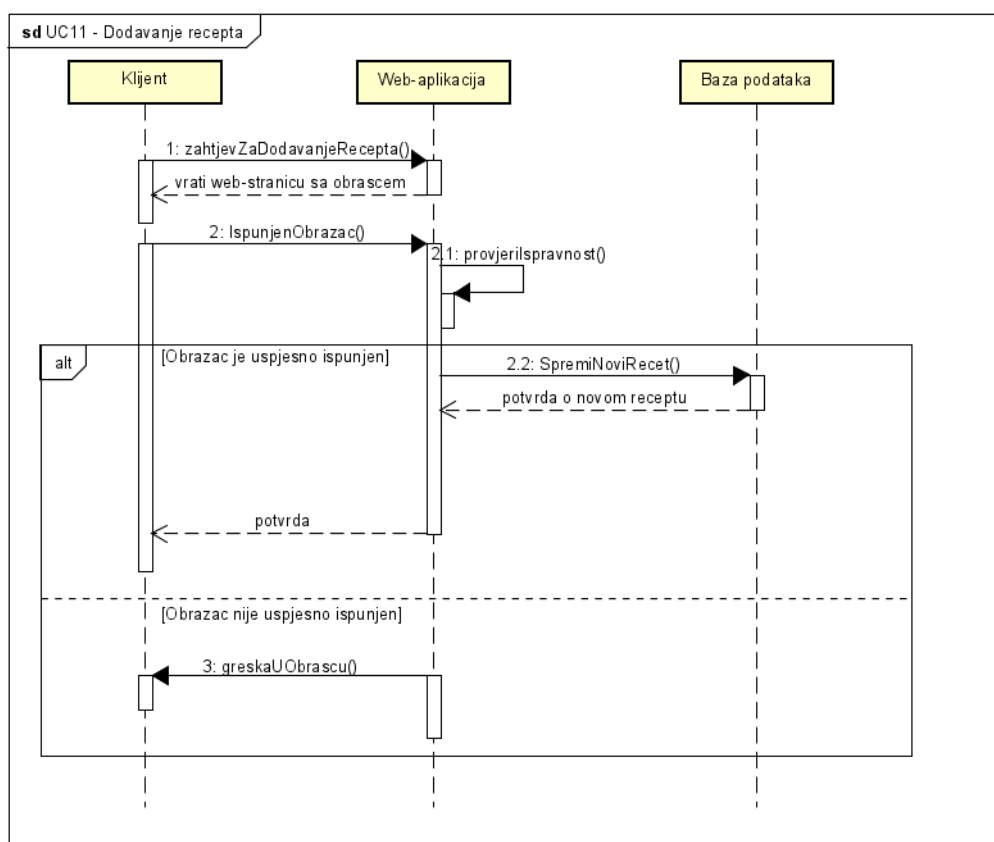 sd UC11 - Dodavanje recepta
Klijent
Web-aplikacija
Baza podataka
1: zahtjevZaDodavanjeRecepta()
vrati web-stranicu sa obrascem
2: IspunjenObrazac()
2.1: provjeriIspravnost()
alt
[Obrazac je uspjesno ispunjen]
2.2: SpremiNoviRecet()
potvrda o novom receptu
potvrda
[Obrazac nije uspjesno ispunjen]
3: greskaUObrascu()